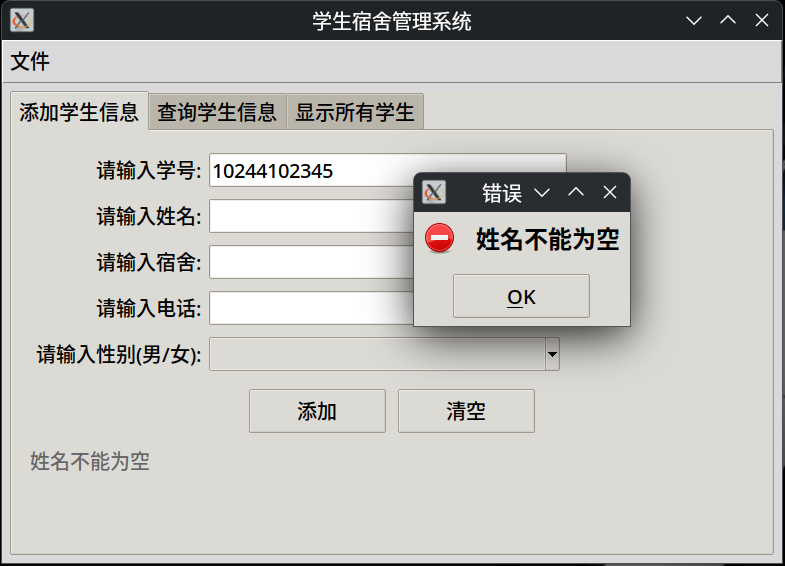 学生宿舍管理系统
文件
添加学生信息 查询学生信息 显示所有学生
请输入学号: 10244102345
请输入姓名:
请输入宿舍:
请输入电话:
请输入性别(男/女):
添加 清空
姓名不能为空
错误
姓名不能为空
OK